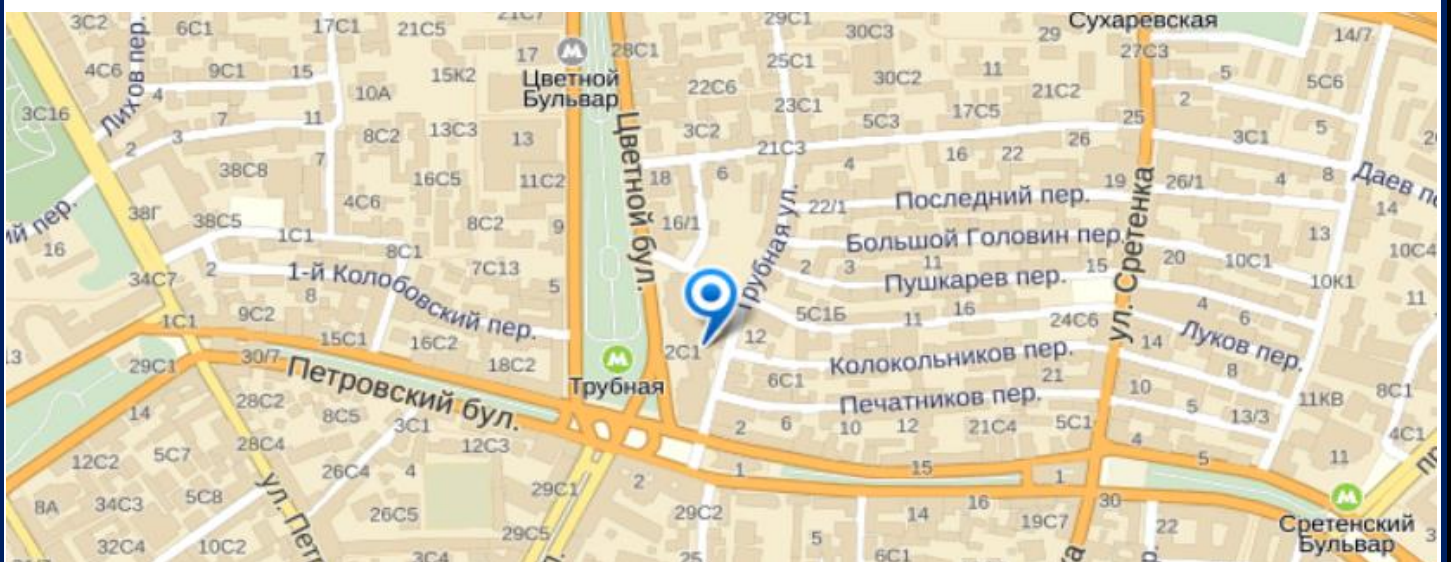 3С2
6С1
17С1
21С5
21С7
29С1
30С3
29
Сухаревская
27С3
14/7
Лихов пер.
4С6
9С1
15
15К2
17
Цветной
Бульвар
28С1
25С1
30С2
11
5
5С6
3С16
4
10А
22С6
23С1
21С2
2
7
11
8С2
13С3
13
3С2
5С3
17С5
25
3С1
5
2
3
21С3
26
38С8
7
16С5
11С2
18
6
4
16
22
19
26/1
4
8
Даев
4С6
Последний пер.
22/1
14
ий пер.
38Г
38С5
8С2
9
Цветной бул.
16/1
Трубная ул.
ул. Сретенка
13
16
1С1
8С1
Большой Головин пер.
10С4
34С7
2
1-й Колобовский пер.
7С13
5
2
3
11
15
20
10С1
10К1
Пушкарев пер.
8
4
11
1С1
9С2
5С1Б
11
16
24С6
6
Луков пер.
13
15С1
16С2
2С1
12
14
29С1
30/7
18С2
Трубная
Колокольников пер.
8
6С1
21
8С1
Петровский бул.
Печатников пер.
10
11КВ
14
28С2
8С5
3С1
2
6
10
12
21С4
5С1
5
13/3
4С1
28С4
12С3
4
12С2
5С7
26С4
4
1
15
1
5
11
пр
8А
34С3
5С8
ул. Петр
29С1
2
16
30
26С5
29С2
14
19С7
22
Сретенский
Бульвар
32С4
10С2
29С5
5
3С4
25
6С1